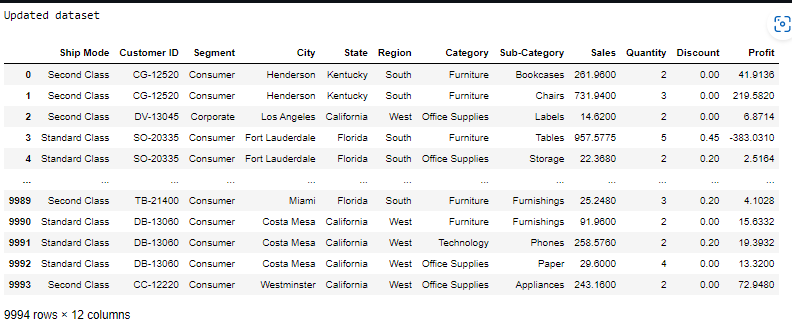 Updated dataset
Ship Mode Customer ID Segment City State Region Category Sub-Category Sales Quantity Discount Profit
0 Second Class CG-12520 Consumer Henderson Kentucky South Furniture Bookcases 261.9600 2 0.00 41.9136
1 Second Class CG-12520 Consumer Henderson Kentucky South Furniture Chairs 731.9400 3 0.00 219.5820
2 Second Class DV-13045 Corporate Los Angeles California West Office Supplies Labels 14.6200 2 0.00 6.8714
3 Standard Class SO-20335 Consumer Fort Lauderdale Florida South Furniture Tables 957.5775 5 0.45 -383.0310
4 Standard Class SO-20335 Consumer Fort Lauderdale Florida South Office Supplies Storage 22.3680 2 0.20 2.5164
... ... ... ... ... ... ... ... ... ... ... ... ...
9989 Second Class TB-21400 Consumer Miami Florida South Furniture Furnishings 25.2480 3 0.20 4.1028
9990 Standard Class DB-13060 Consumer Costa Mesa California West Furniture Furnishings 91.9600 2 0.00 15.6332
9991 Standard Class DB-13060 Consumer Costa Mesa California West Technology Phones 258.5760 2 0.20 19.3932
9992 Standard Class DB-13060 Consumer Costa Mesa California West Office Supplies Paper 29.6000 4 0.00 13.3200
9993 Second Class CC-12220 Consumer Westminster California West Office Supplies Appliances 243.1600 2 0.00 72.9480
9994 rows × 12 columns